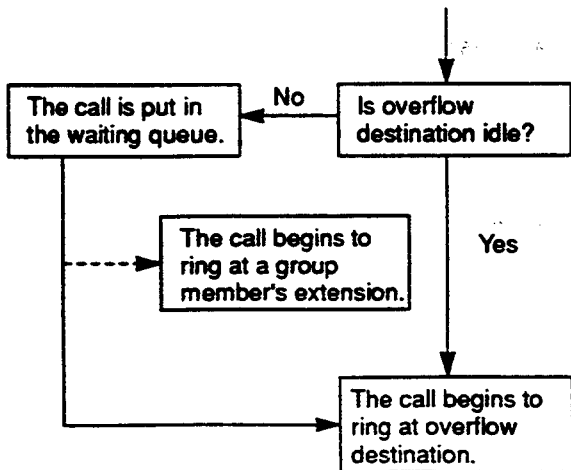 No
The call is put in
the waiting queue.
Is overflow
destination idle?
The call begins to
ring at a group
member's extension.
Yes
The call begins to
ring at overflow
destination.